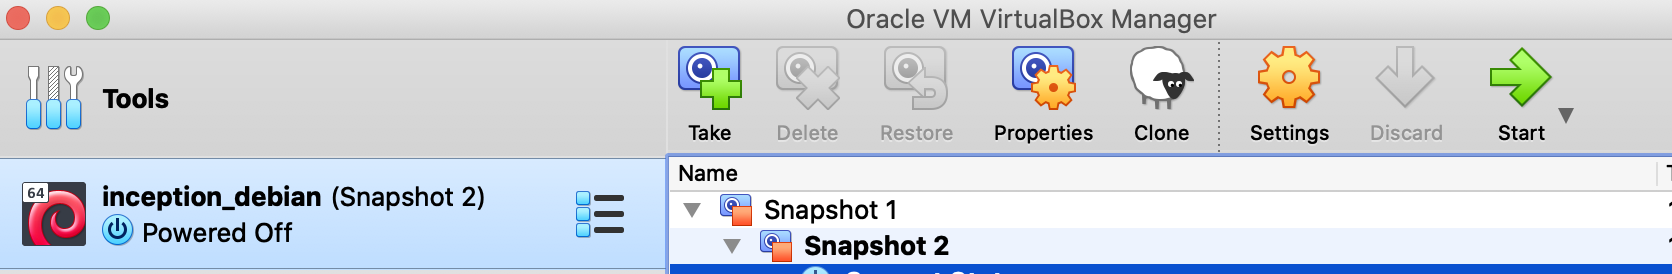 Oracle VM VirtualBox Manager
Tools
Take
Delete
Restore
Properties
Clone
Settings
Discard
Start
64
inception_debian (Snapshot 2)
Powered Off
Name
Snapshot 1
Snapshot 2